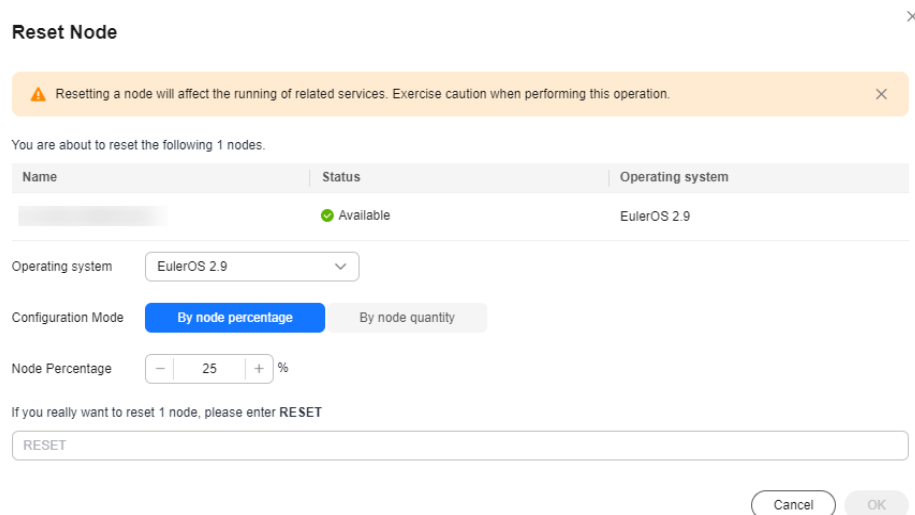 Reset Node
Resetting a node will affect the running of related services. Exercise caution when performing this operation.
You are about to reset the following 1 nodes.
Name Status Operating system
Available EulerOS 2.9
Operating system EulerOS 2.9
Configuration Mode By node percentage By node quantity
Node Percentage − 25 + %
If you really want to reset 1 node, please enter RESET
RESET
Cancel OK